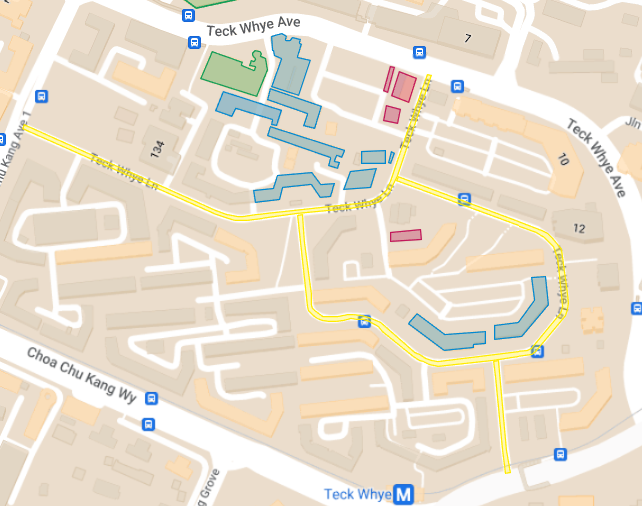 Teck Whye Ave
7
Teck Whye Ln
Jln
Teck Whye Ave
134
10
Teck Whye Ln
Teck Whye Ln
12
Teck Whye Ln
Choa Chu Kang Wy
Kang Ave 1
Grove
Teck Whye M